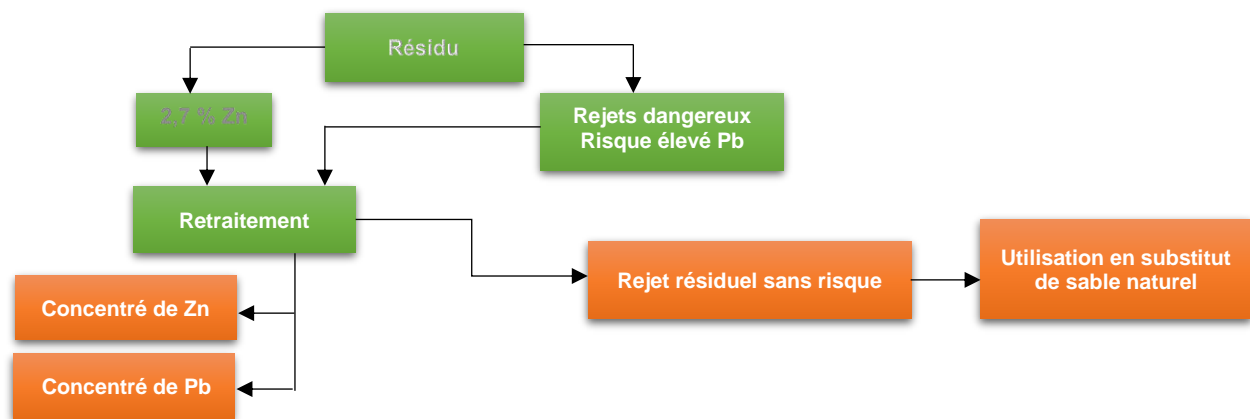 Résidu
2,7 % Zn
Rejets dangereux
Risque élevé Pb
Retraitement
Rejet résiduel sans risque
Utilisation en substitut
de sable naturel
Concentré de Zn
Concentré de Pb